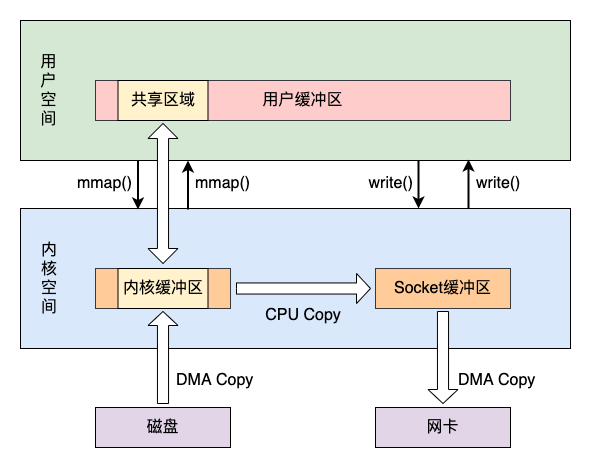 用户空间
共享区域
用户缓冲区
mmap()
mmap()
write()
write()
内核空间
内核缓冲区
CPU Copy
Socket缓冲区
DMA Copy
DMA Copy
磁盘
网卡